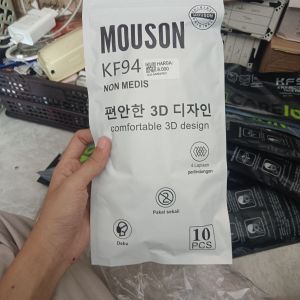 MOUSON
KF94
HARGA
NON MEDIS
편안한 3D 디자인
comfortable 3D design
4 Lapisan
perlindungan
Pakai sekali
Debu
10
PCS